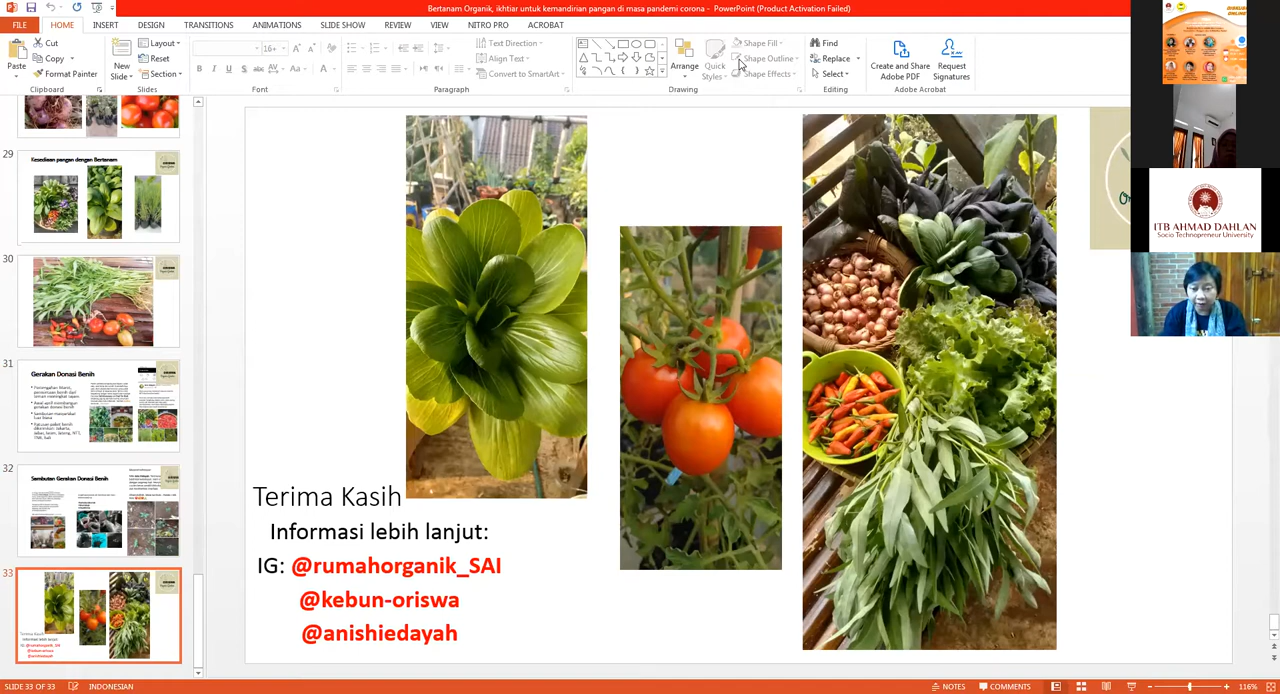 Bertanam Organik, ikhtiar untuk kemandirian pangan di masa pandemi corona - PowerPoint (Product Activation Failed)
FILE HOME INSERT DESIGN TRANSITIONS ANIMATIONS SLIDE SHOW REVIEW VIEW NITRO PRO ACROBAT
Paste
Cut
Copy
Format Painter
Clipboard
New Slide
Layout
Reset
Section
Slides
16+
Font
Paragraph
Text Direction
Align Text
Convert to SmartArt
Arrange
Quick Styles
Shape Fill
Shape Outline
Shape Effects
Drawing
Find
Replace
Select
Editing
Create and Share Adobe PDF
Request Signatures
Adobe Acrobat
29
Kesediaan pangan dengan Bertanam
30
31
Gerakan Donasi Benih
32
Sambutan Gerakan Donasi Benih
33
Terima Kasih
Informasi lebih lanjut:
IG: @rumahorganik_SAI
@kebun-oriswa
@anishiedayah
ITB AHMAD DAHLAN
Socio Technopreneur University
SLIDE 33 OF 33
INDONESIAN
NOTES
COMMENTS
116%